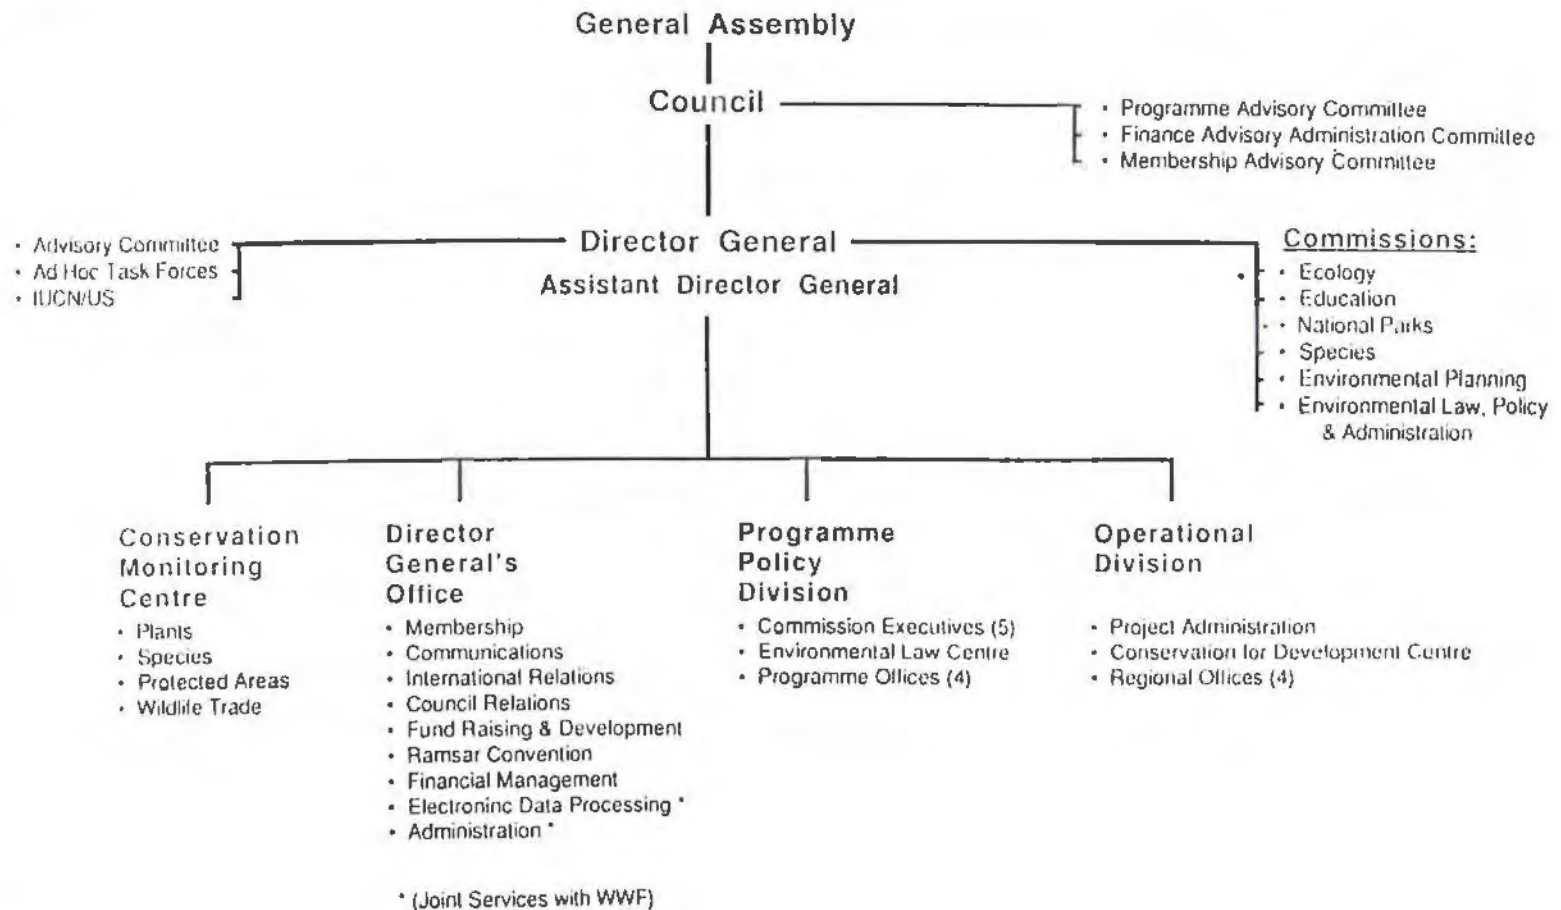 General Assembly
Council
• Programme Advisory Committee
• Finance Advisory Administration Committee
• Membership Advisory Committee
• Advisory Committee
• Ad Hoc Task Forces
• IUCN/US
Director General
Assistant Director General
Commissions:
• Ecology
• Education
• National Parks
• Species
• Environmental Planning
• Environmental Law, Policy
& Administration
Conservation
Monitoring
Centre
• Plants
• Species
• Protected Areas
• Wildlife Trade
Director
General's
Office
• Membership
• Communications
• International Relations
• Council Relations
• Fund Raising & Development
• Ramsar Convention
• Financial Management
• Electroninc Data Processing *
• Administration *
* (Joint Services with WWF)
Programme
Policy
Division
• Commission Executives (5)
• Environmental Law Centre
• Programme Offices (4)
Operational
Division
• Project Administration
• Conservation for Development Centre
• Regional Offices (4)